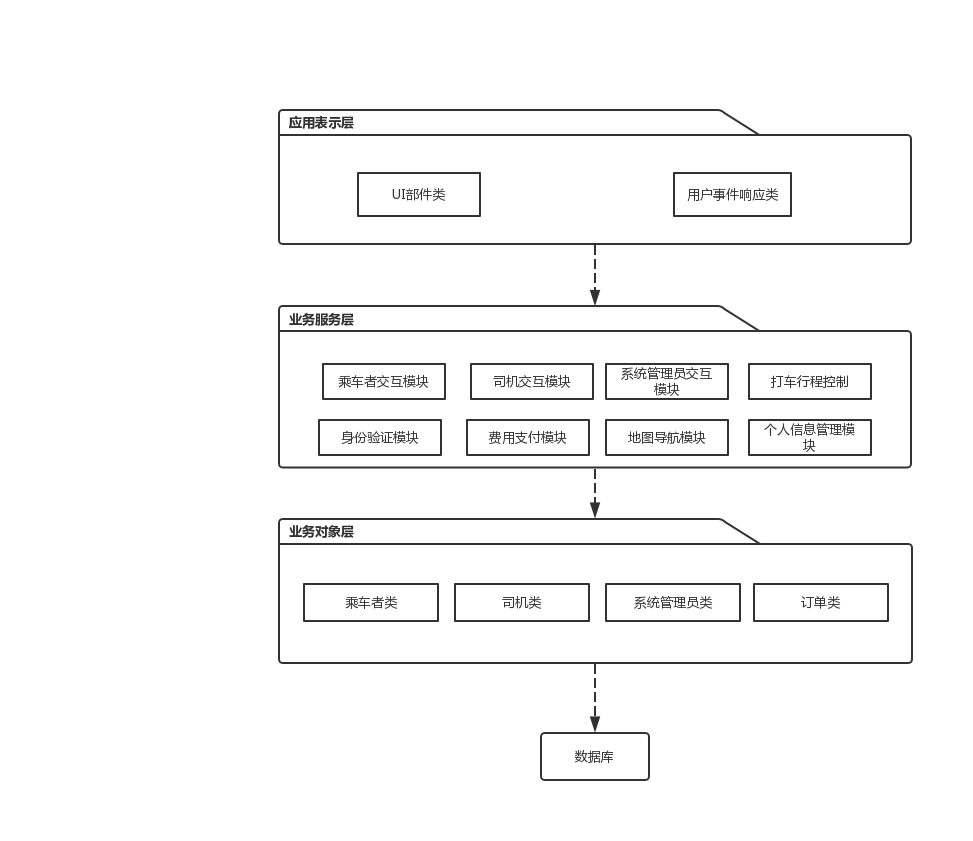 应用表示层
UI部件类
用户事件响应类
业务服务层
乘车者交互模块
司机交互模块
系统管理员交互
模块
打车行程控制
身份验证模块
费用支付模块
地图导航模块
个人信息管理模
块
业务对象层
乘车者类
司机类
系统管理员类
订单类
数据库